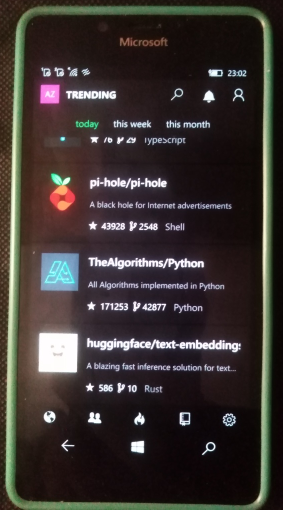 Microsoft
23:02
AZ TRENDING
today this week this month
76 29 TypeScript
pi-hole/pi-hole
A black hole for Internet advertisements
43928 2548 Shell
TheAlgorithms/Python
All Algorithms implemented in Python
171253 42877 Python
huggingface/text-embedding:
A blazing fast inference solution for text...
586 10 Rust